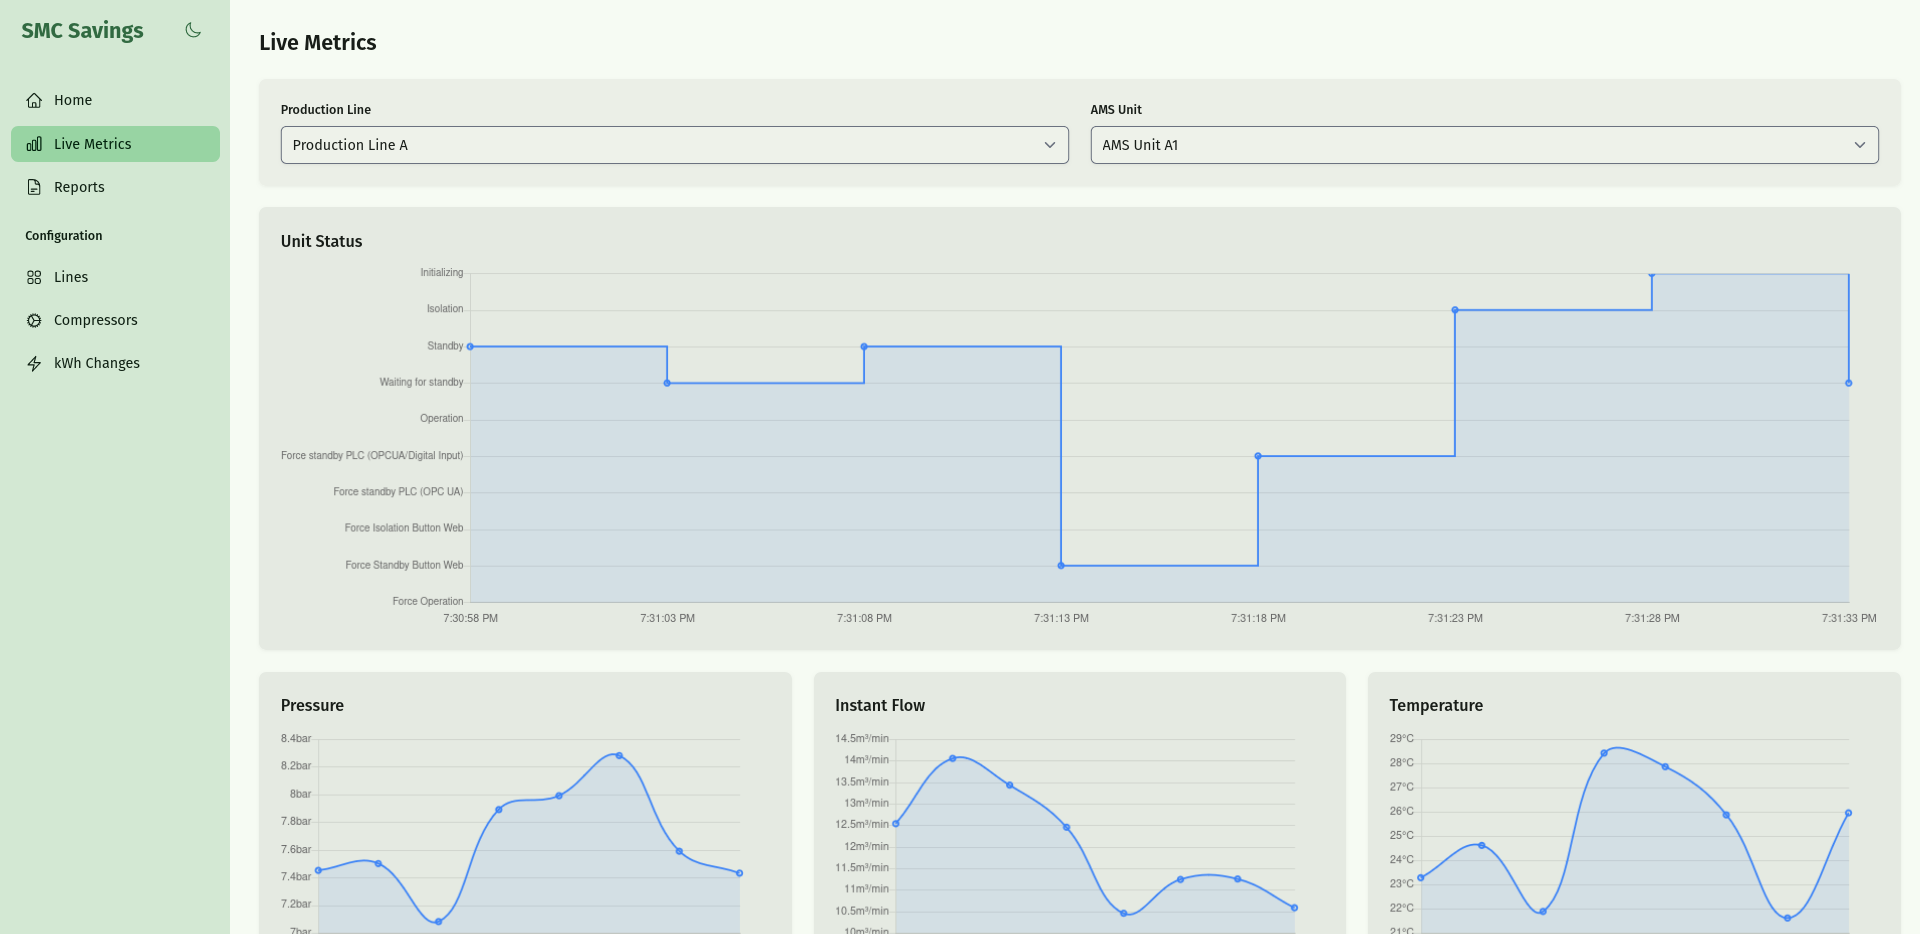 SMC Savings
Home
Live Metrics
Reports
Configuration
Lines
Compressors
kWh Changes
Live Metrics
Production Line
Production Line A
AMS Unit
AMS Unit A1
Unit Status
Initializing
Isolation
Standby
Waiting for standby
Operation
Force standby PLC (OPCUA/Digital Input)
Force standby PLC (OPC UA)
Force Isolation Button Web
Force Standby Button Web
Force Operation
7:30:58 PM 7:31:03 PM 7:31:08 PM 7:31:13 PM 7:31:18 PM 7:31:23 PM 7:31:28 PM 7:31:33 PM
Pressure
8.4bar
8.2bar
8bar
7.8bar
7.6bar
7.4bar
7.2bar
7bar
Instant Flow
14.5m³/min
14m³/min
13.5m³/min
13m³/min
12.5m³/min
12m³/min
11.5m³/min
11m³/min
10.5m³/min
10m³/min
Temperature
29°C
28°C
27°C
26°C
25°C
24°C
23°C
22°C
21°C